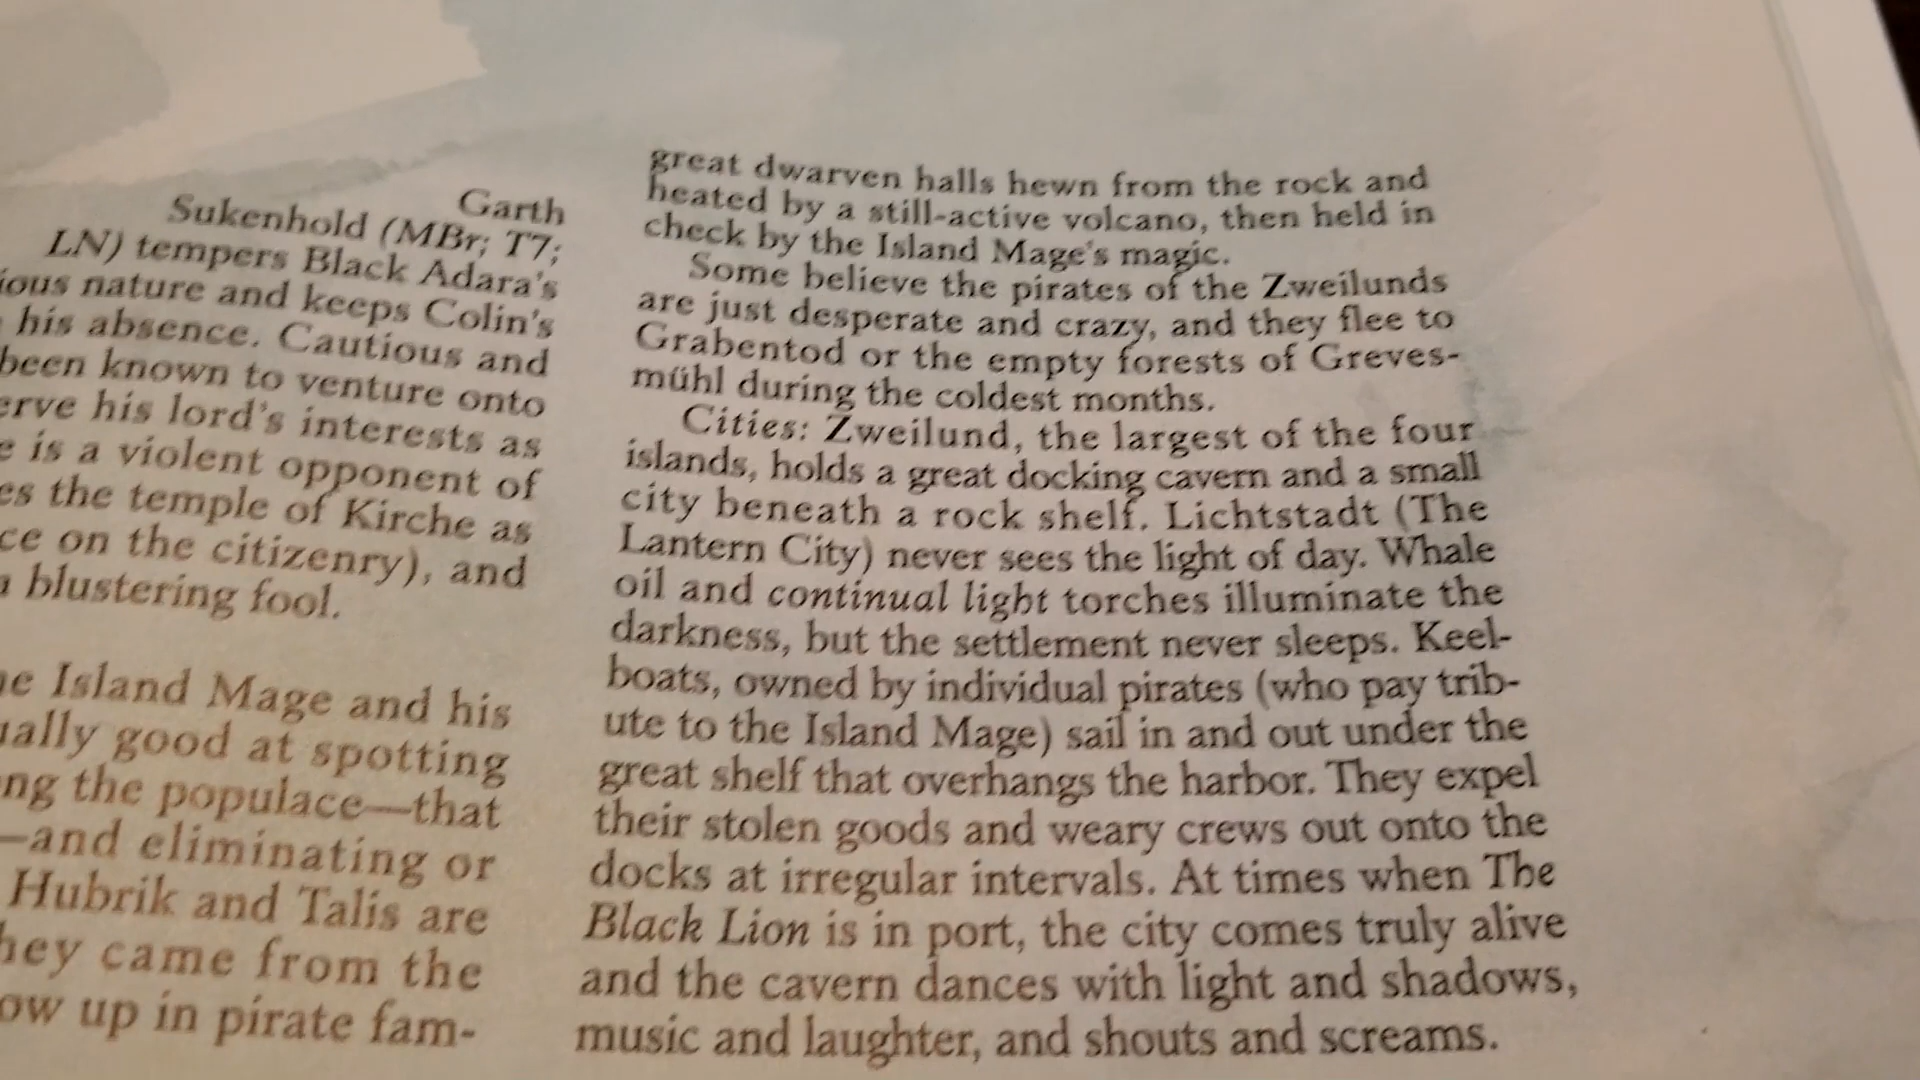 Garth
Sukenhold (MBr; T7;
LN) tempers Black Adara's
ious nature and keeps Colin's
his absence. Cautious and
been known to venture onto
erve his lord's interests as
e is a violent opponent of
es the temple of Kirche as
ce on the citizenry), and
a blustering fool.
ne Island Mage and his
ually good at spotting
ng the populace—that
—and eliminating or
Hubrik and Talis are
hey came from the
ow up in pirate fam-
great dwarven halls hewn from the rock and
heated by a still-active volcano, then held in
check by the Island Mage's magic.
Some believe the pirates of the Zweilunds
are just desperate and crazy, and they flee to
Grabentod or the empty forests of Greves-
mühl during the coldest months.
Cities: Zweilund, the largest of the four
islands, holds a great docking cavern and a small
city beneath a rock shelf. Lichtstadt (The
Lantern City) never sees the light of day. Whale
oil and continual light torches illuminate the
darkness, but the settlement never sleeps. Keel-
boats, owned by individual pirates (who pay trib-
ute to the Island Mage) sail in and out under the
great shelf that overhangs the harbor. They expel
their stolen goods and weary crews out onto the
docks at irregular intervals. At times when The
Black Lion is in port, the city comes truly alive
and the cavern dances with light and shadows,
music and laughter, and shouts and screams.